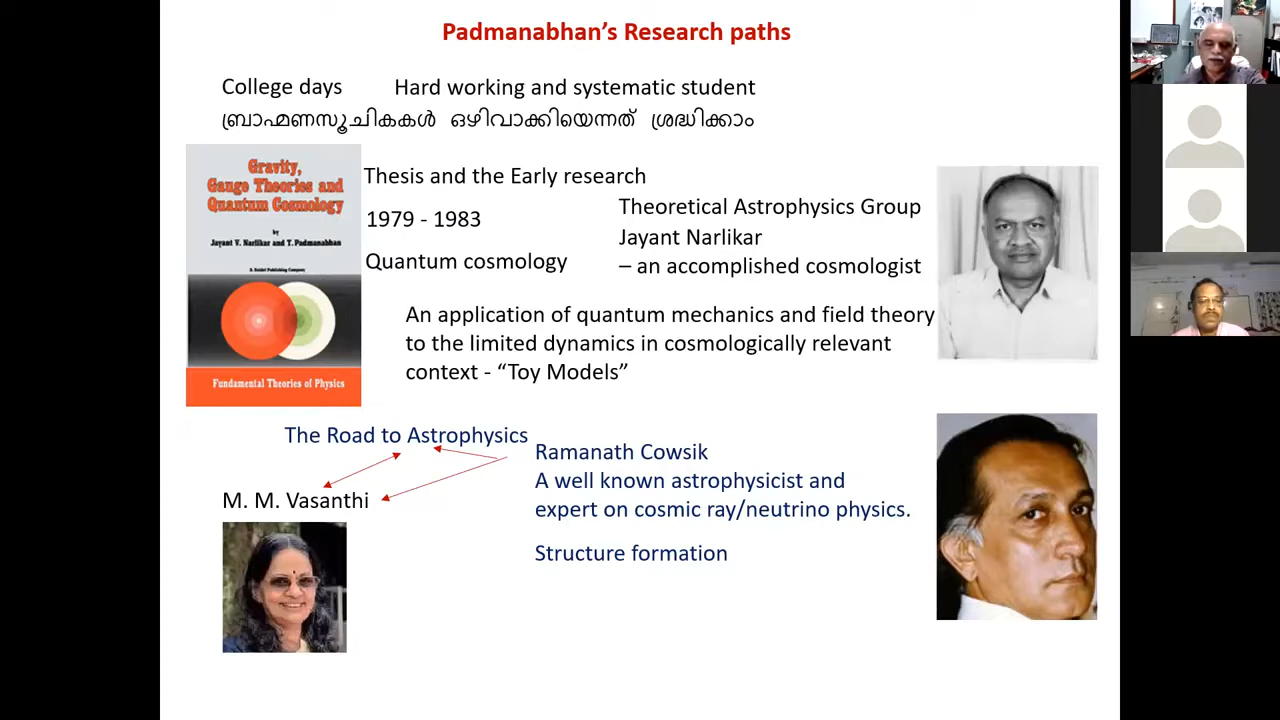 Padmanabhan's Research paths
College days
Hard working and systematic student
ബ്രാഹ്മണസൂചികകൾ ഒഴിവാക്കിയെന്നത് ശ്രദ്ധിക്കാം
Gravity,
Gauge Theories and
Quantum Cosmology
by
Jayant V. Narlikar and T. Padmanabhan
D. Reidel Publishing Company
Fundamental Theories of Physics
Thesis and the Early research
1979 - 1983
Quantum cosmology
Theoretical Astrophysics Group
Jayant Narlikar
– an accomplished cosmologist
An application of quantum mechanics and field theory
to the limited dynamics in cosmologically relevant
context - “Toy Models”
The Road to Astrophysics
M. M. Vasanthi
Ramanath Cowsik
A well known astrophysicist and
expert on cosmic ray/neutrino physics.
Structure formation